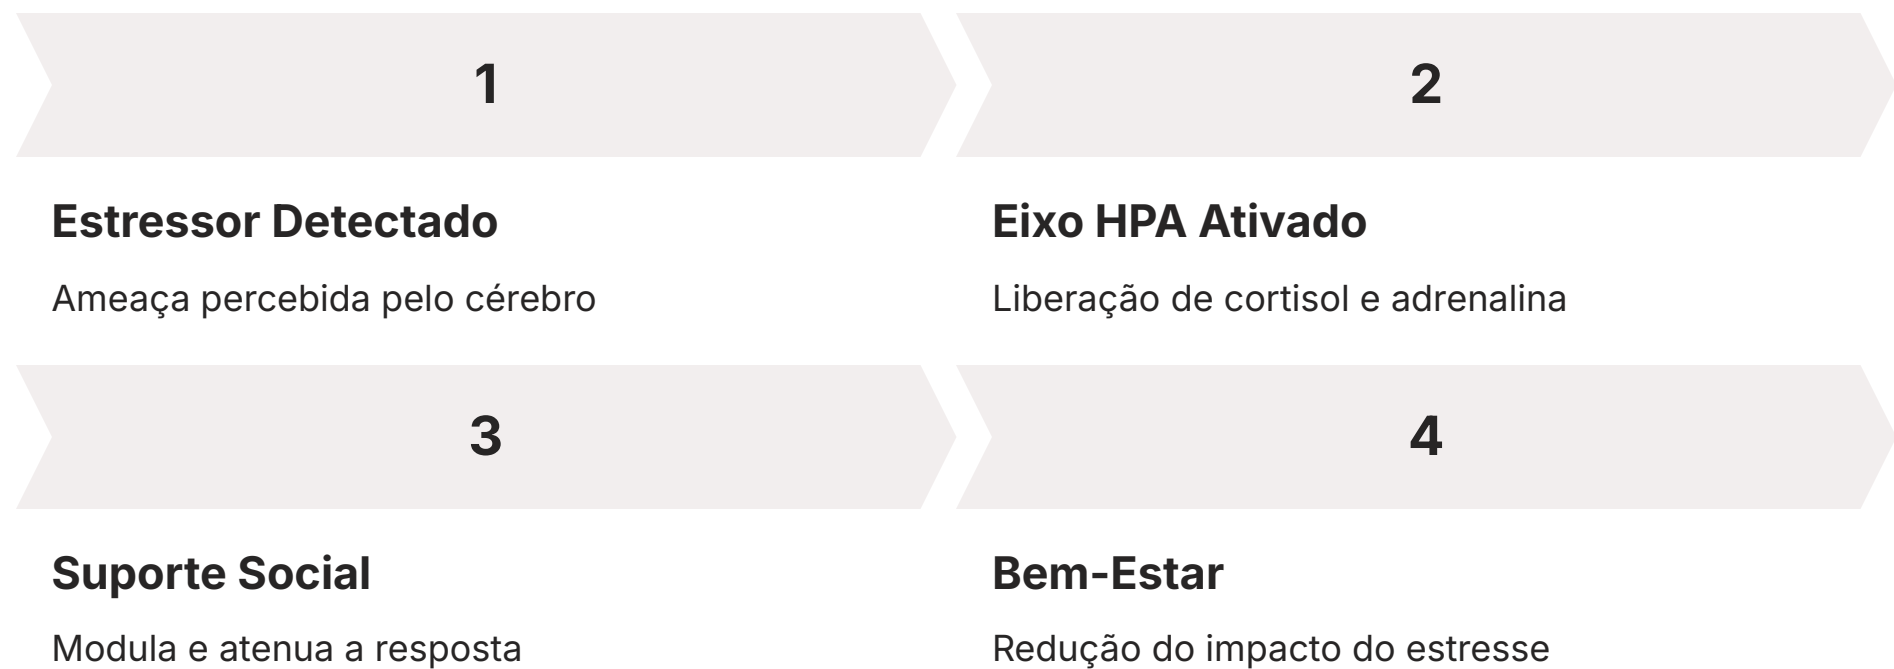 1
Estressor Detectado
Ameaça percebida pelo cérebro
2
Eixo HPA Ativado
Liberação de cortisol e adrenalina
3
Suporte Social
Modula e atenua a resposta
4
Bem-Estar
Redução do impacto do estresse